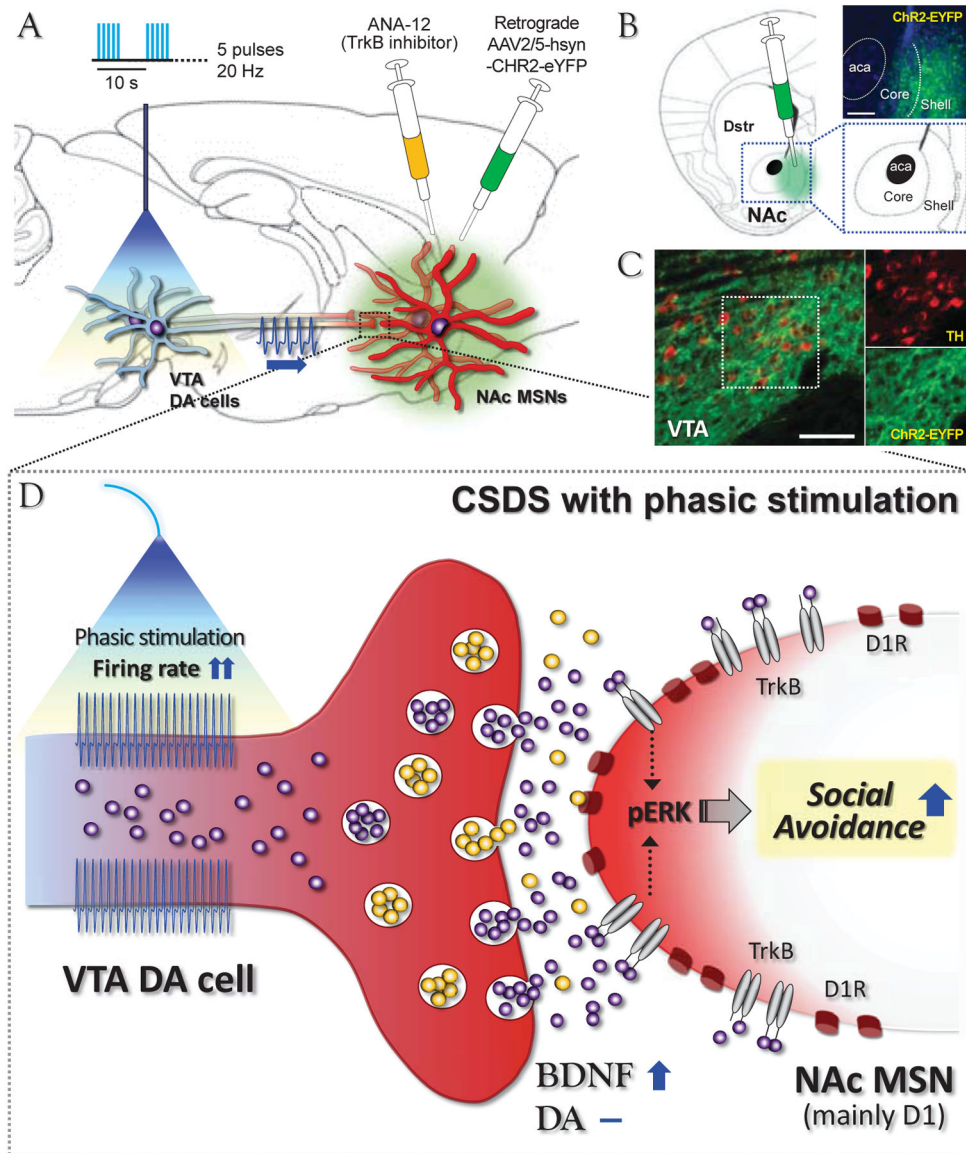 A
5 pulses
20 Hz
10 s
ANA-12
(TrkB inhibitor)
Retrograde
AAV2/5-hsyn
-CHR2-eYFP
VTA
DA cells
NAc MSNs
B
ChR2-EYFP
aca
Core
Shell
Dstr
NAc
aca
Core
Shell
C
VTA
TH
ChR2-EYFP
D
CSDS with phasic stimulation
Phasic stimulation
Firing rate
VTA DA cell
D1R
TrkB
pERK
Social
Avoidance
TrkB
D1R
BDNF
DA –
NAc MSN
(mainly D1)